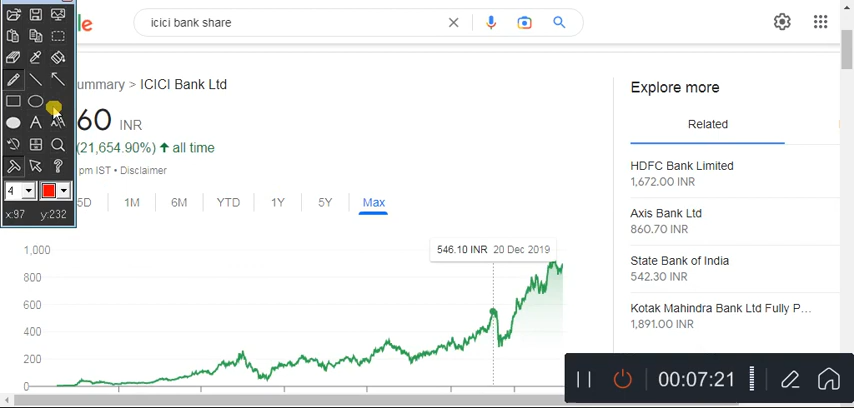 le
icici bank share
ummary > ICICI Bank Ltd
60 INR
(21,654.90%) ↑ all time
pm IST • Disclaimer
5D 1M 6M YTD 1Y 5Y Max
546.10 INR 20 Dec 2019
1,000
800
600
400
200
0
Explore more
Related
HDFC Bank Limited
1,672.00 INR
Axis Bank Ltd
860.70 INR
State Bank of India
542.30 INR
Kotak Mahindra Bank Ltd Fully P...
1,891.00 INR
4
x:97 y:232
00:07:21